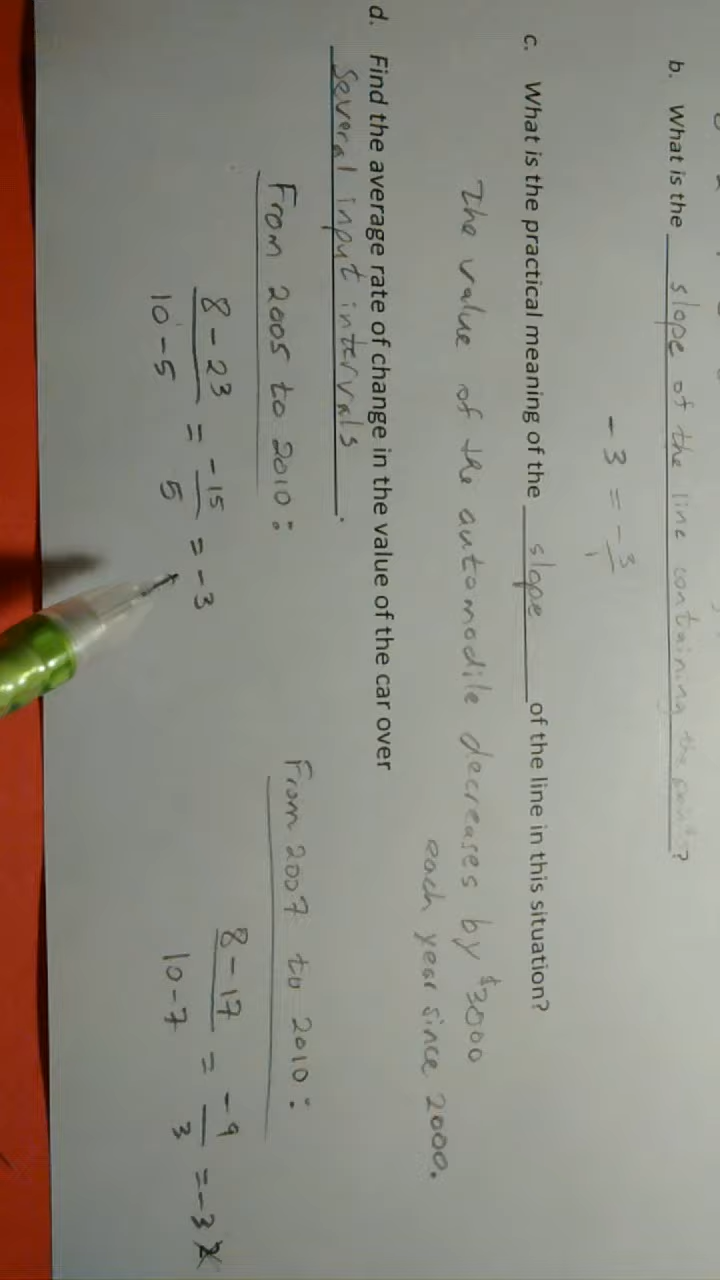 b. What is the slope of the line containing the points?
-3 = -3/1
c. What is the practical meaning of the slope of the line in this situation?
The value of the automodile decreases by $3000
each year since 2000.
d. Find the average rate of change in the value of the car over
several input intervals.
From 2005 to 2010:
8-23/10-5 = -15/5 = -3
From 2007 to 2010:
8-17/10-7 = -9/3 = -3